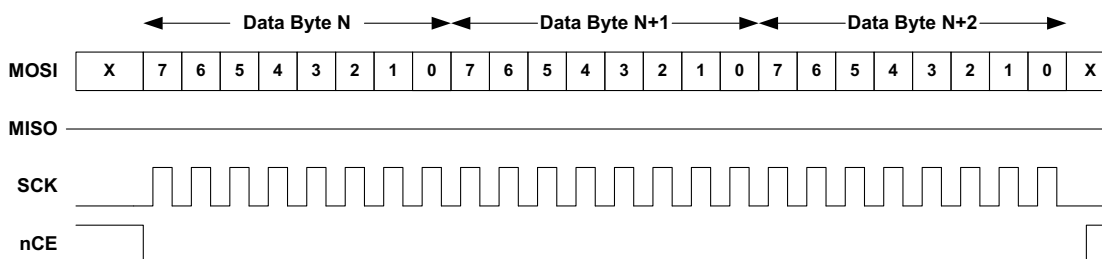 Data Byte N Data Byte N+1 Data Byte N+2
MOSI X 7 6 5 4 3 2 1 0 7 6 5 4 3 2 1 0 7 6 5 4 3 2 1 0 X
MISO
SCK
nCE